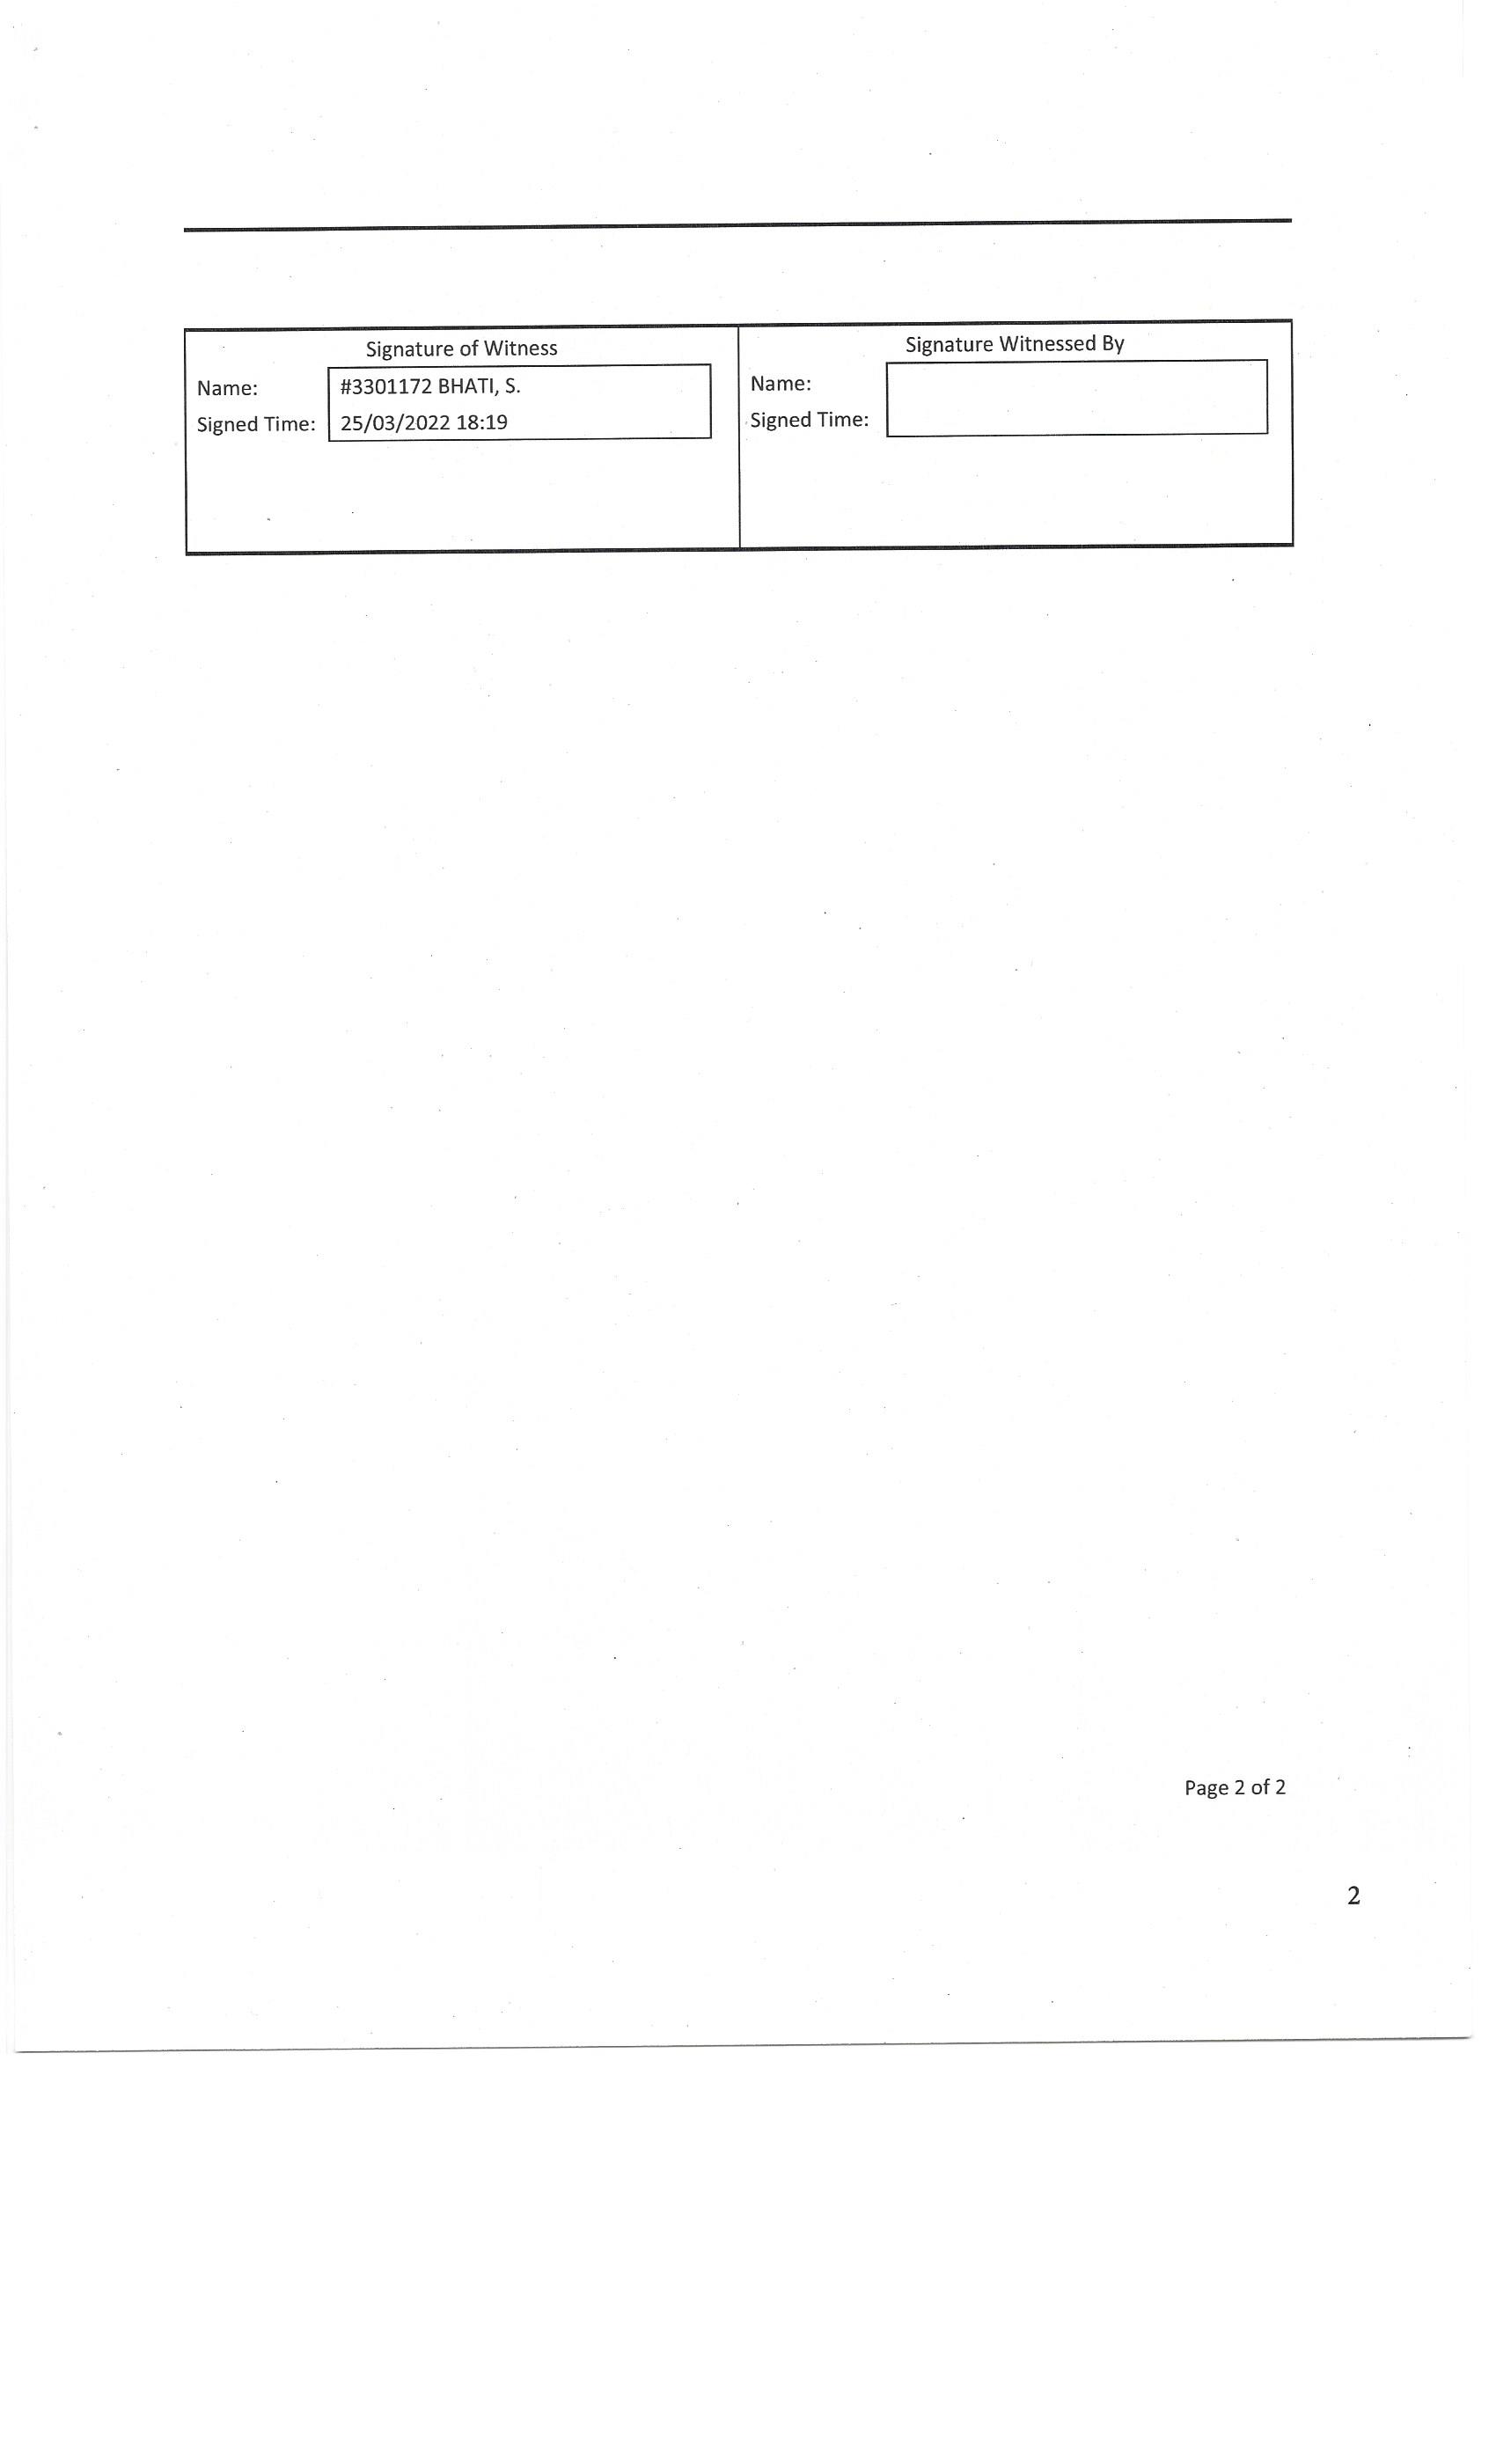 Signature of Witness
Name: #3301172 BHATI, S.
Signed Time: 25/03/2022 18:19
Signature Witnessed By
Name:
Signed Time:
Page 2 of 2
2